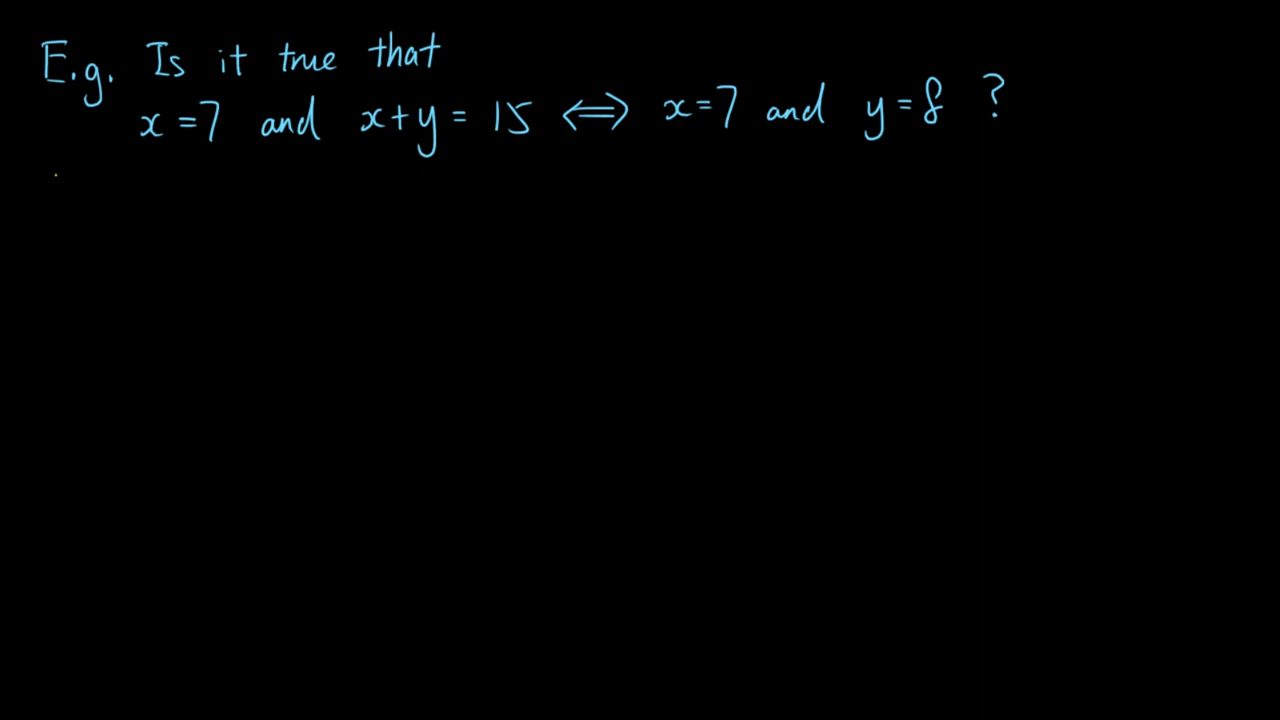 E.g. Is it true that
x = 7 and x+y = 15 ⟺ x=7 and y=8 ?